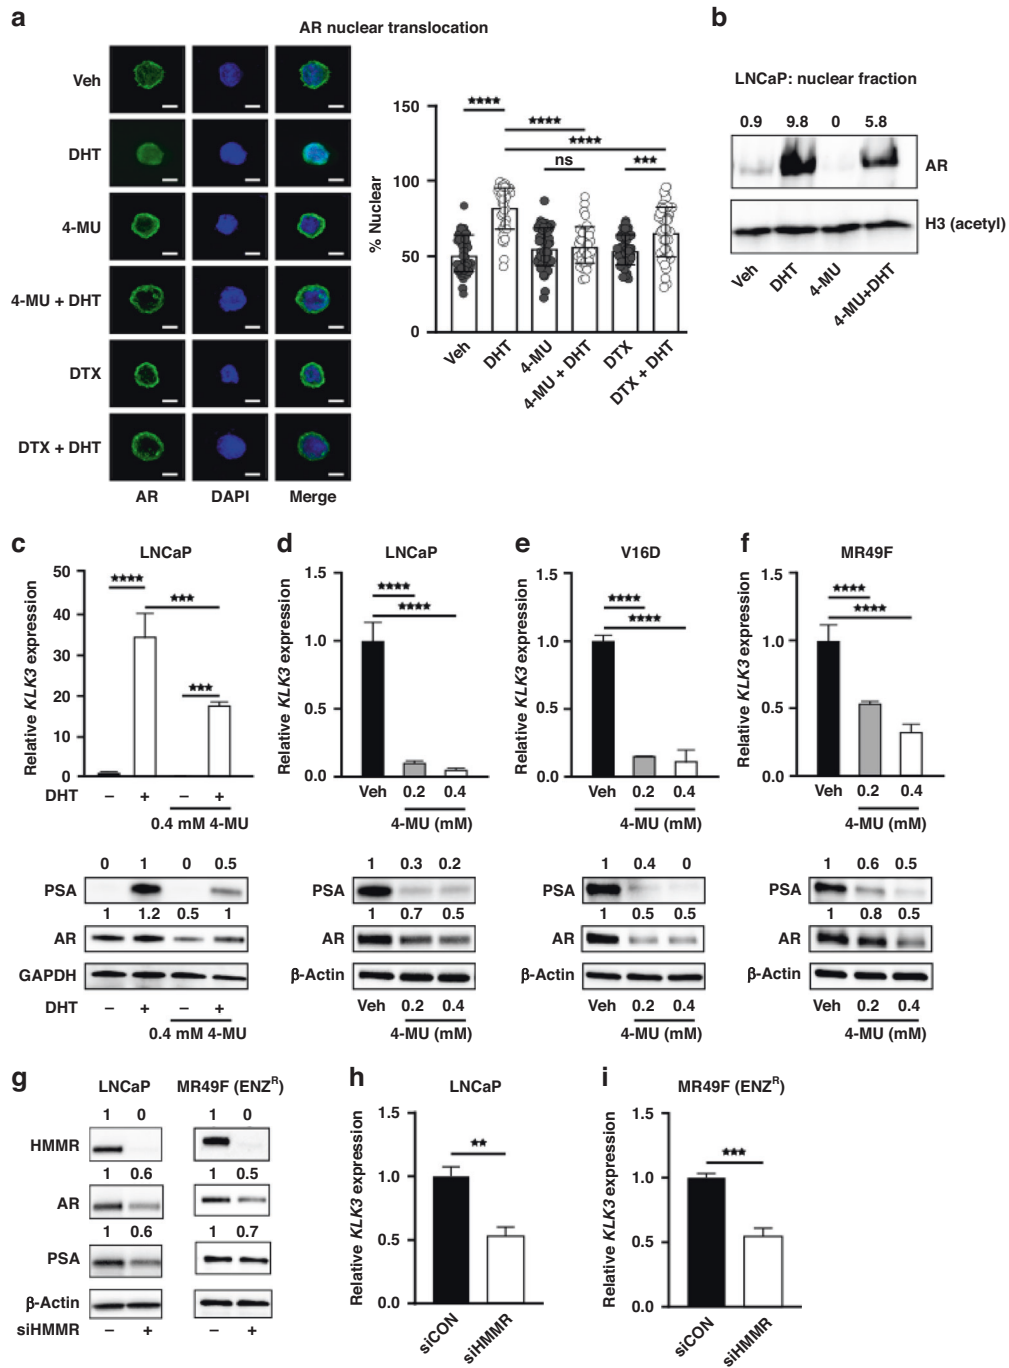 a
AR nuclear translocation
Veh
DHT
4-MU
4-MU + DHT
DTX
DTX + DHT
AR DAPI Merge
% Nuclear
150
100
50
0
****
****
****
ns
***
Veh DHT 4-MU 4-MU + DHT DTX DTX + DHT
b
LNCaP: nuclear fraction
0.9 9.8 0 5.8
AR
H3 (acetyl)
Veh DHT 4-MU 4-MU+DHT
c
LNCaP
Relative KLK3 expression
50
40
30
20
10
0
****
***
***
DHT – + – +
0.4 mM 4-MU
0 1 0 0.5
PSA
1 1.2 0.5 1
AR
GAPDH
DHT – + – +
0.4 mM 4-MU
d
LNCaP
Relative KLK3 expression
1.5
1.0
0.5
0.0
****
****
Veh 0.2 0.4
4-MU (mM)
1 0.3 0.2
PSA
1 0.7 0.5
AR
β-Actin
Veh 0.2 0.4
4-MU (mM)
e
V16D
Relative KLK3 expression
1.5
1.0
0.5
0.0
****
****
Veh 0.2 0.4
4-MU (mM)
1 0.4 0
PSA
1 0.5 0.5
AR
β-Actin
Veh 0.2 0.4
4-MU (mM)
f
MR49F
Relative KLK3 expression
1.5
1.0
0.5
0.0
****
****
Veh 0.2 0.4
4-MU (mM)
1 0.6 0.5
PSA
1 0.8 0.5
AR
β-Actin
Veh 0.2 0.4
4-MU (mM)
g
LNCaP MR49F (ENZᴿ)
1 0 1 0
HMMR
1 0.6 1 0.5
AR
1 0.6 1 0.7
PSA
β-Actin
siHMMR – + – +
h
LNCaP
Relative KLK3 expression
1.5
1.0
0.5
0.0
**
siCON siHMMR
i
MR49F (ENZᴿ)
Relative KLK3 expression
1.5
1.0
0.5
0.0
***
siCON siHMMR